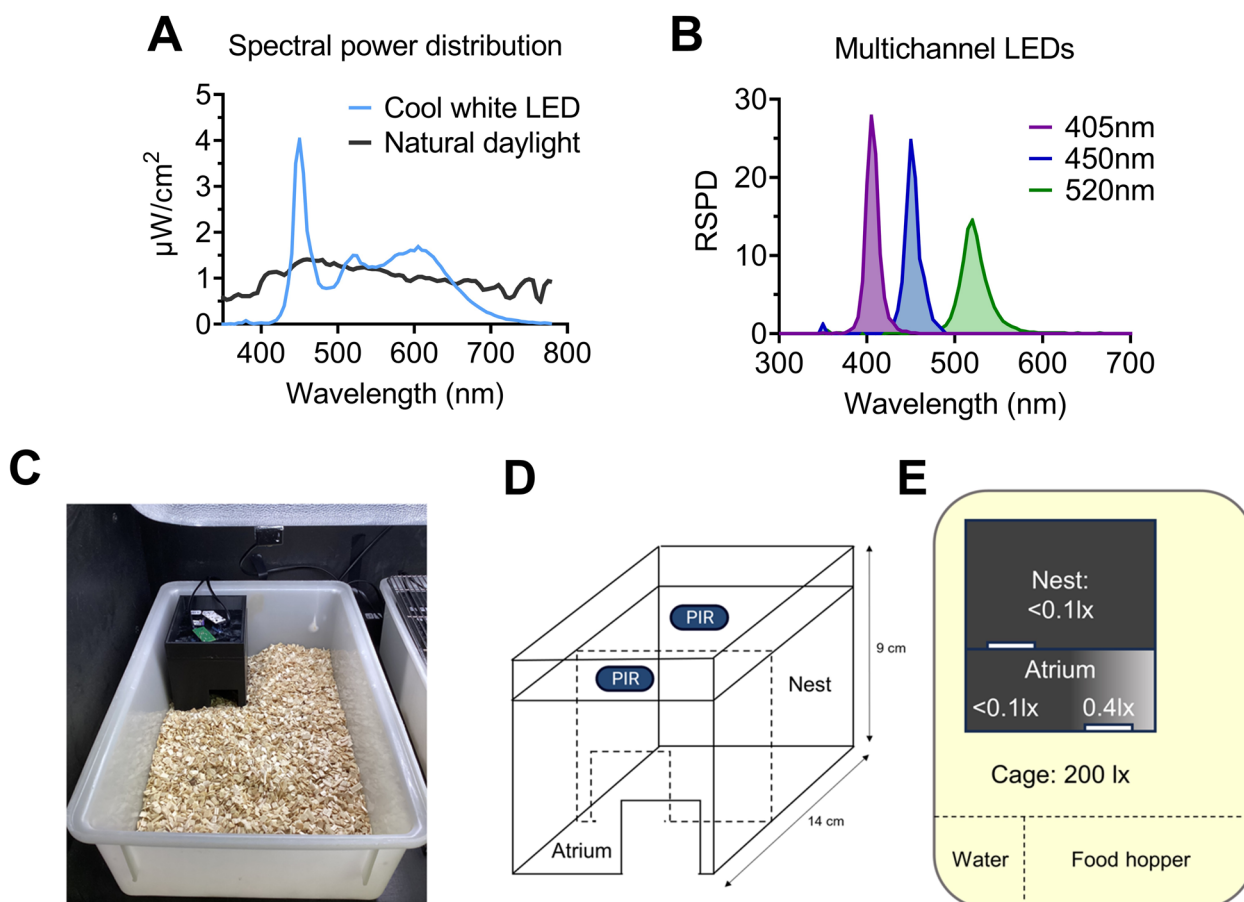 A
Spectral power distribution
5
4
3
2
1
0
µW/cm²
Cool white LED
Natural daylight
400 500 600 700 800
Wavelength (nm)
B
Multichannel LEDs
30
20
10
0
RSPD
405nm
450nm
520nm
300 400 500 600 700
Wavelength (nm)
C
D
PIR
PIR
Nest
Atrium
9 cm
14 cm
E
Nest:
<0.1lx
Atrium
<0.1lx 0.4lx
Cage: 200 lx
Water Food hopper